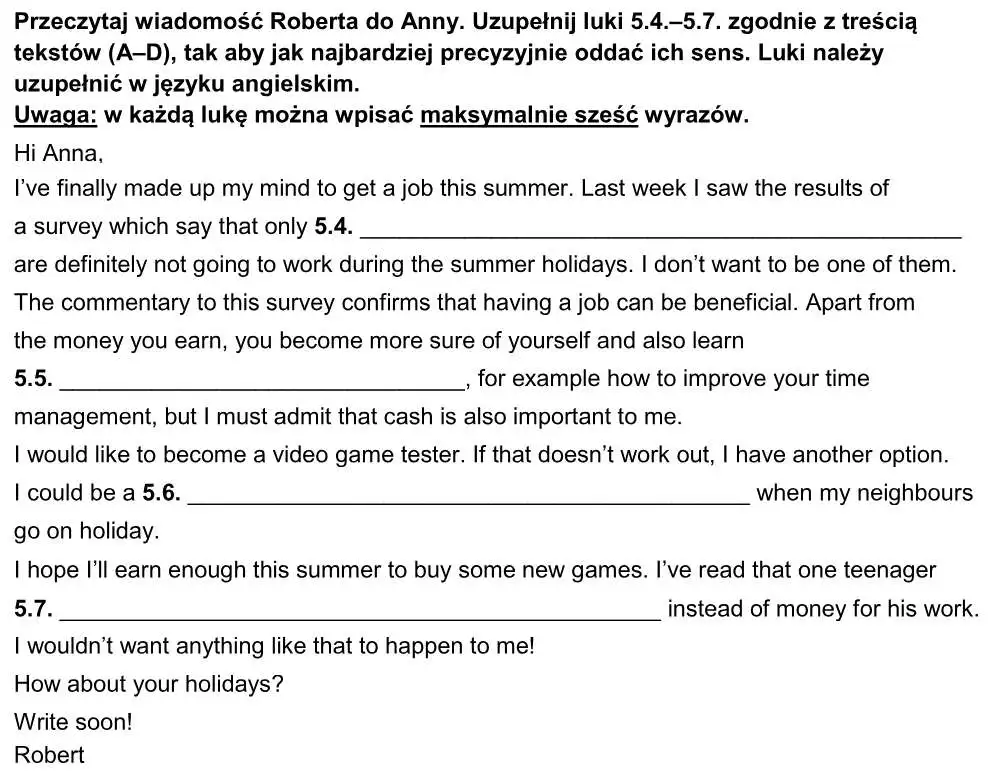 Przeczytaj wiadomość Roberta do Anny. Uzupełnij luki 5.4.–5.7. zgodnie z treścią
tekstów (A–D), tak aby jak najbardziej precyzyjnie oddać ich sens. Luki należy
uzupełnić w języku angielskim.
Uwaga: w każdą lukę można wpisać maksymalnie sześć wyrazów.
Hi Anna,
I’ve finally made up my mind to get a job this summer. Last week I saw the results of
a survey which say that only 5.4. ______________________________________________
are definitely not going to work during the summer holidays. I don’t want to be one of them.
The commentary to this survey confirms that having a job can be beneficial. Apart from
the money you earn, you become more sure of yourself and also learn
5.5. _______________________________, for example how to improve your time
management, but I must admit that cash is also important to me.
I would like to become a video game tester. If that doesn’t work out, I have another option.
I could be a 5.6. ___________________________________________ when my neighbours
go on holiday.
I hope I’ll earn enough this summer to buy some new games. I’ve read that one teenager
5.7. ______________________________________________ instead of money for his work.
I wouldn’t want anything like that to happen to me!
How about your holidays?
Write soon!
Robert